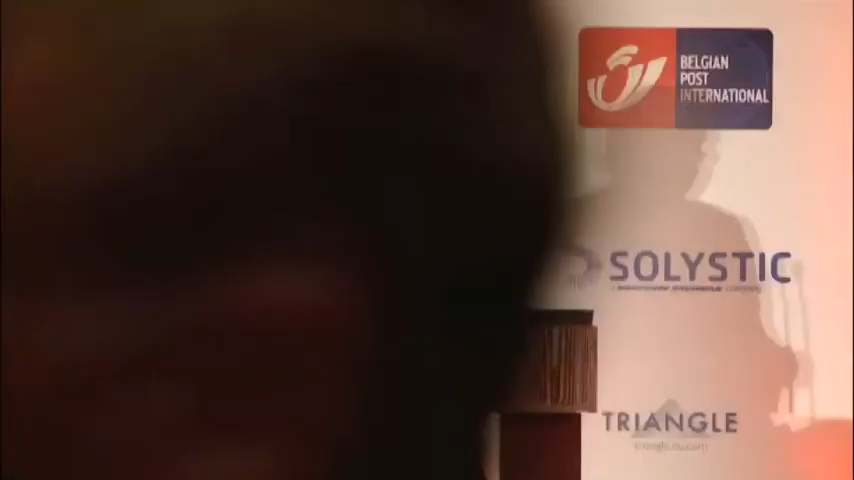 BELGIAN
POST
INTERNATIONAL
SOLYSTIC
TRIANGLE